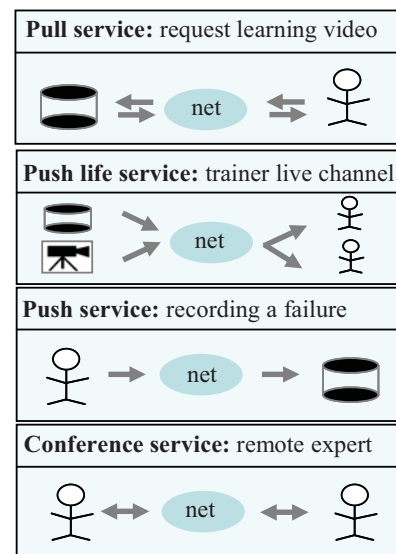 Pull service: request learning video
net
Push life service: trainer live channel
net
Push service: recording a failure
net
Conference service: remote expert
net